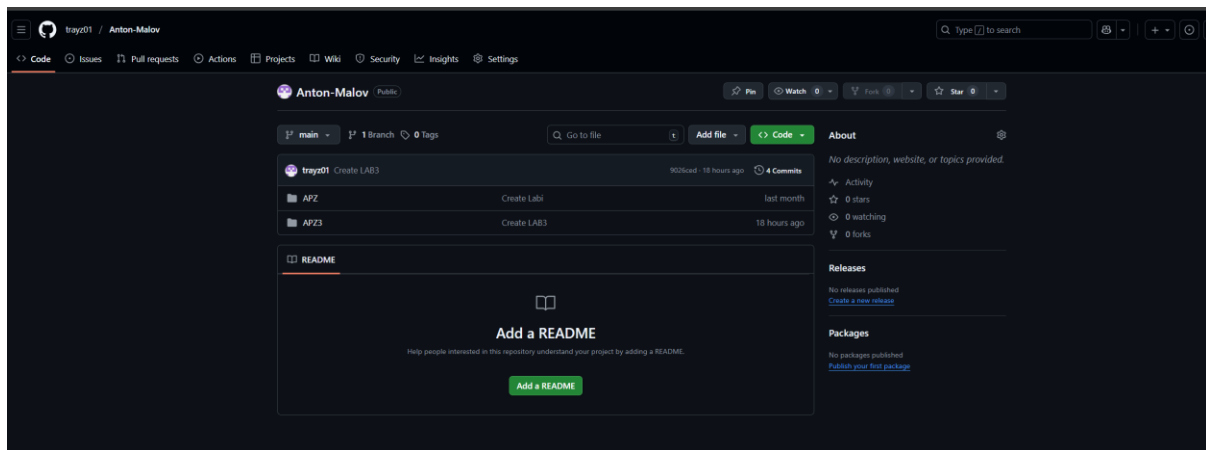 trayz01 / Anton-Malov
Type / to search
Code Issues Pull requests Actions Projects Wiki Security Insights Settings
Anton-Malov Public
Pin Watch 0 Fork 0 Star 0
main 1 Branch 0 Tags Go to file t Add file Code
trayz01 Create LAB3 9026ced · 18 hours ago 4 Commits
APZ Create Labi last month
APZ3 Create LAB3 18 hours ago
README
Add a README
Help people interested in this repository understand your project by adding a README.
Add a README
About
No description, website, or topics provided.
Activity
0 stars
0 watching
0 forks
Releases
No releases published
Create a new release
Packages
No packages published
Publish your first package